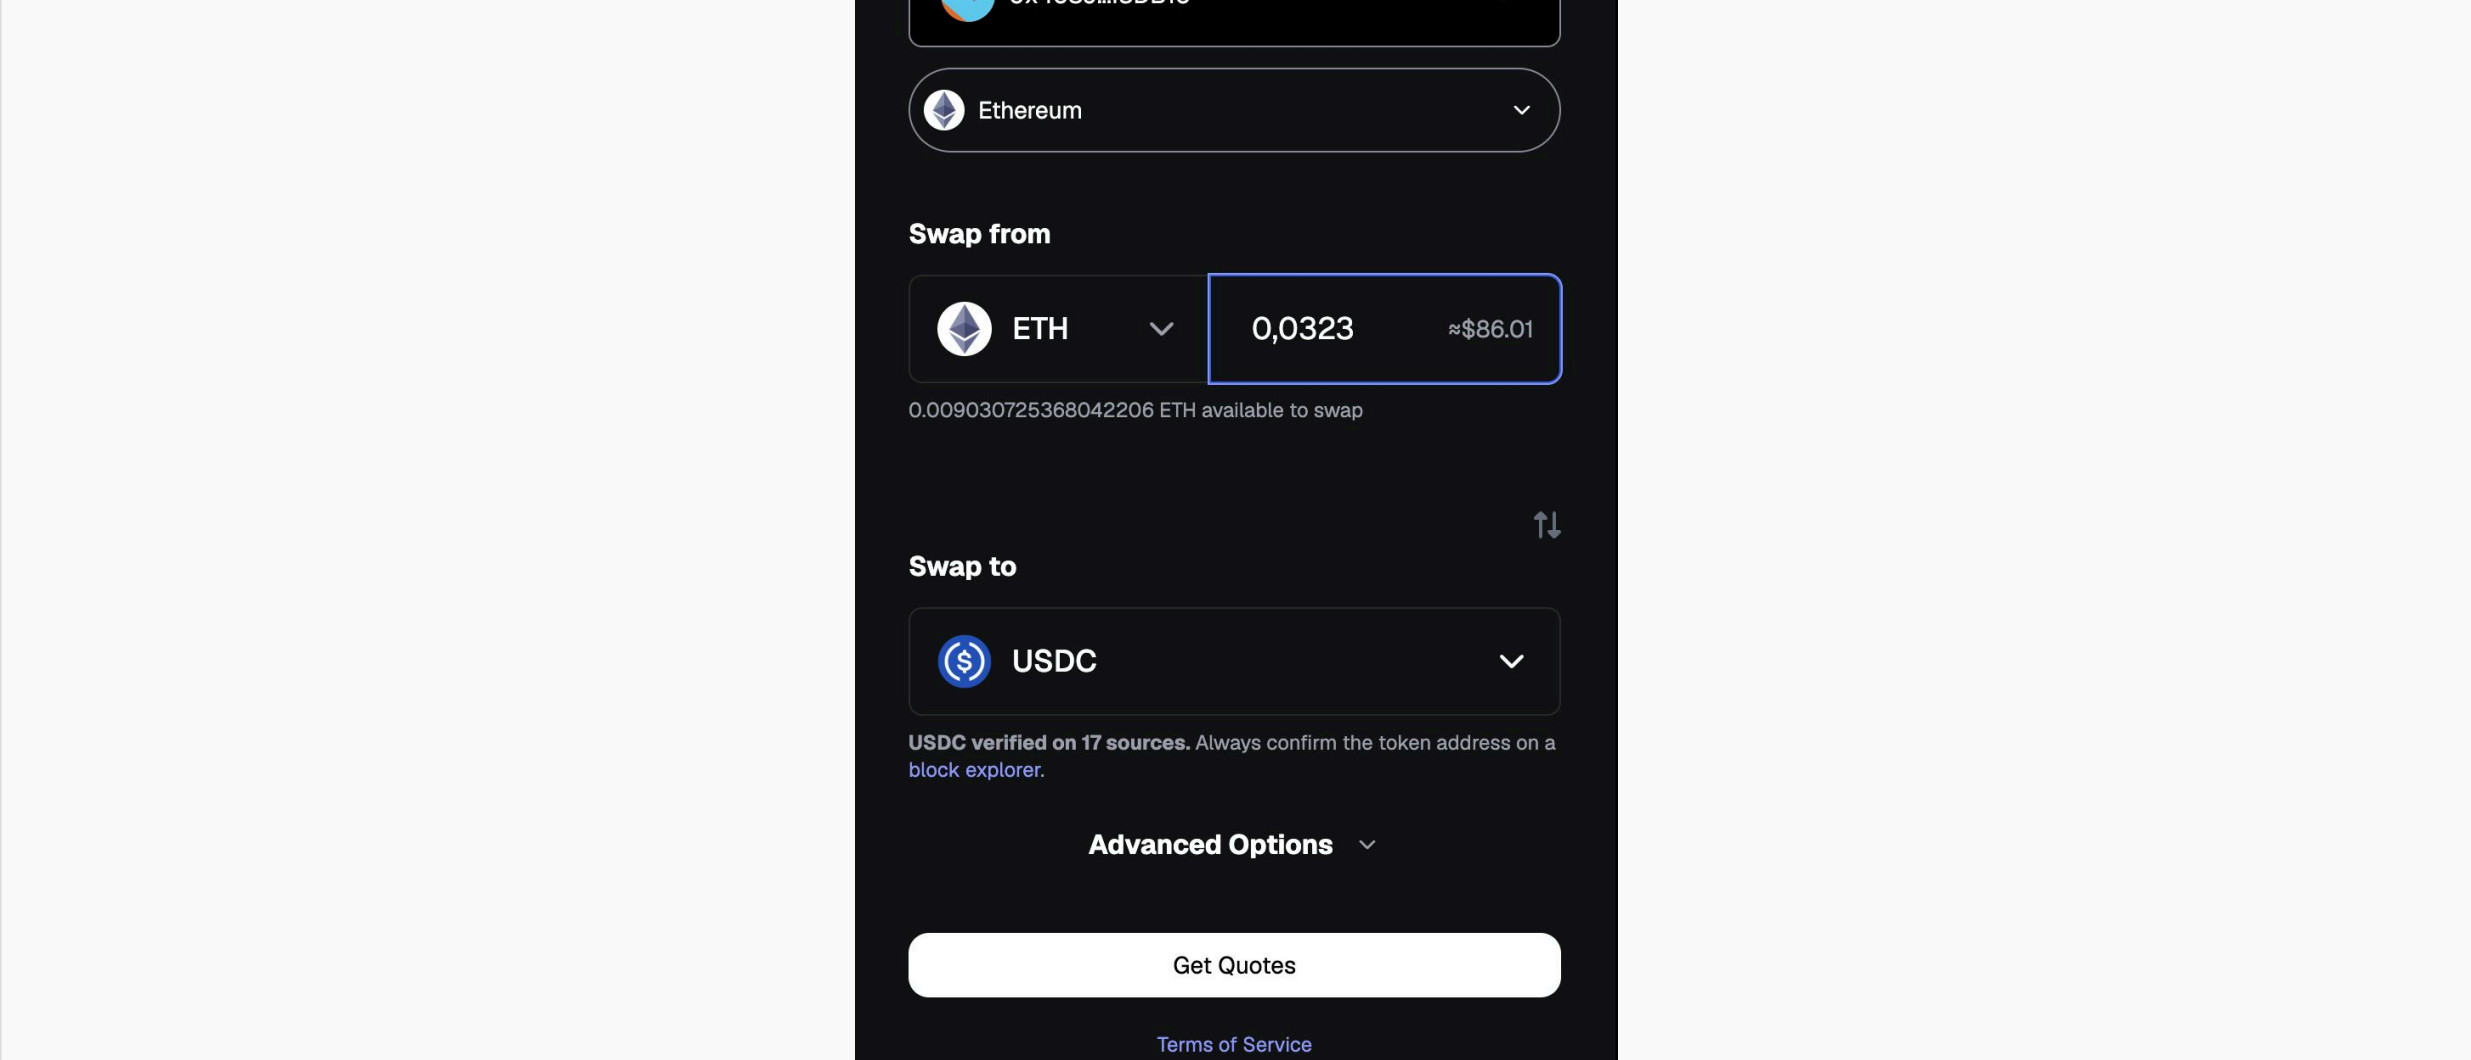 Ethereum
Swap from
ETH
0,0323
≈$86.01
0.009030725368042206 ETH available to swap
Swap to
USDC
USDC verified on 17 sources. Always confirm the token address on a
block explorer.
Advanced Options
Get Quotes
Terms of Service